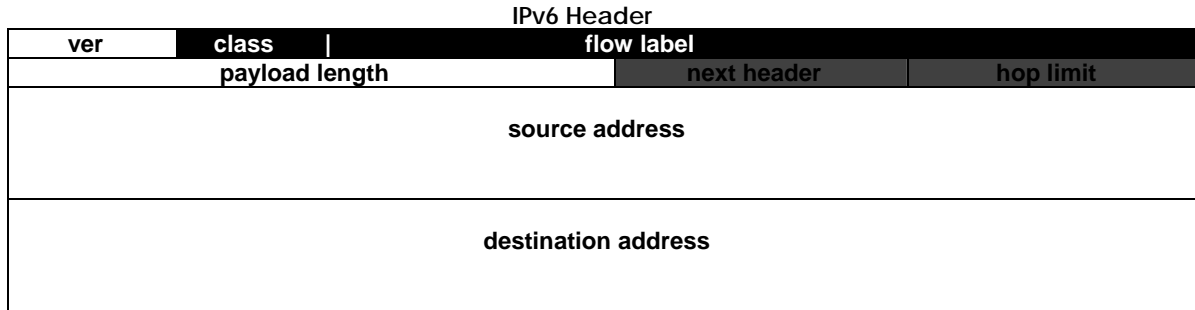 IPv6 Header
ver class | flow label
payload length next header hop limit
source address
destination address